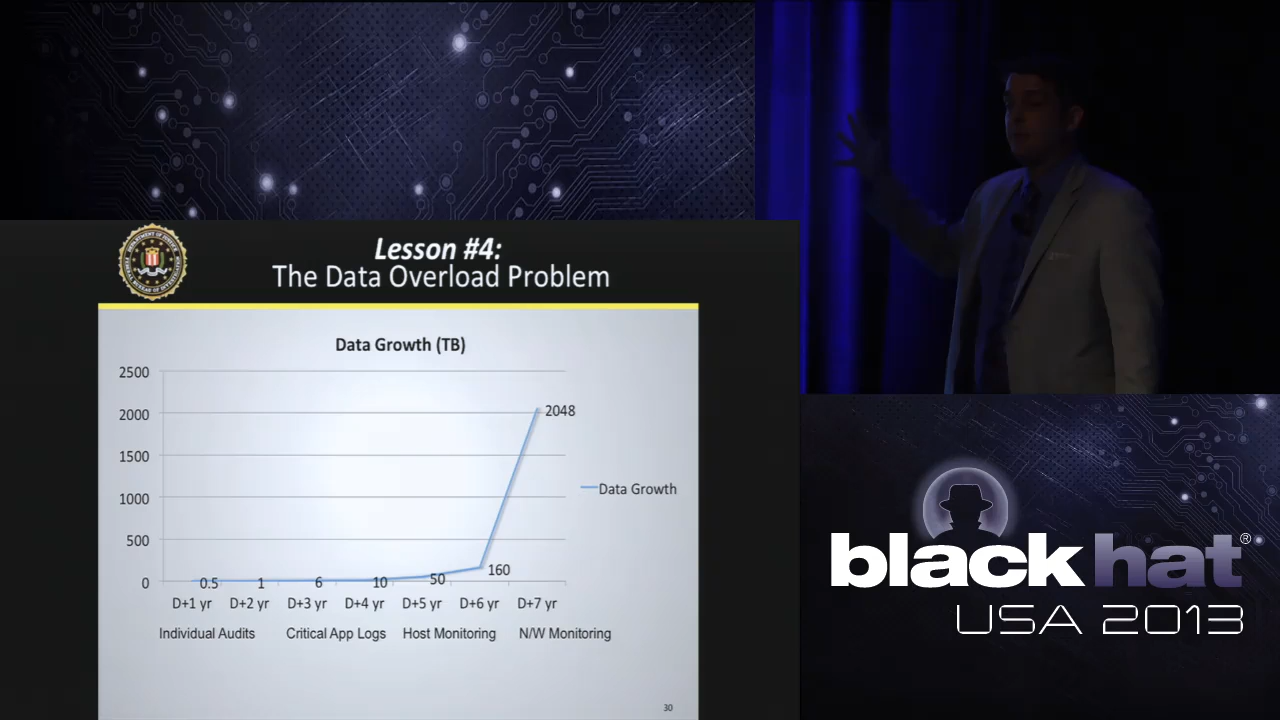 Lesson #4:
The Data Overload Problem
Data Growth (TB)
2500
2000
1500
1000
500
0
2048
160
50
10
6
1
0.5
Data Growth
D+1 yr D+2 yr D+3 yr D+4 yr D+5 yr D+6 yr D+7 yr
Individual Audits Critical App Logs Host Monitoring N/W Monitoring
30
black hat®
USA 2013